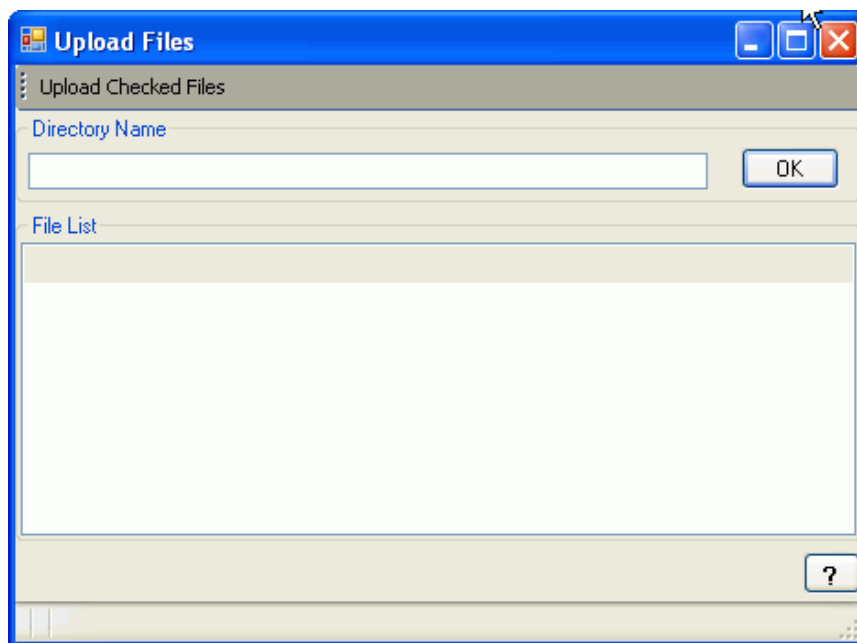 Upload Files
Upload Checked Files
Directory Name
OK
File List
?